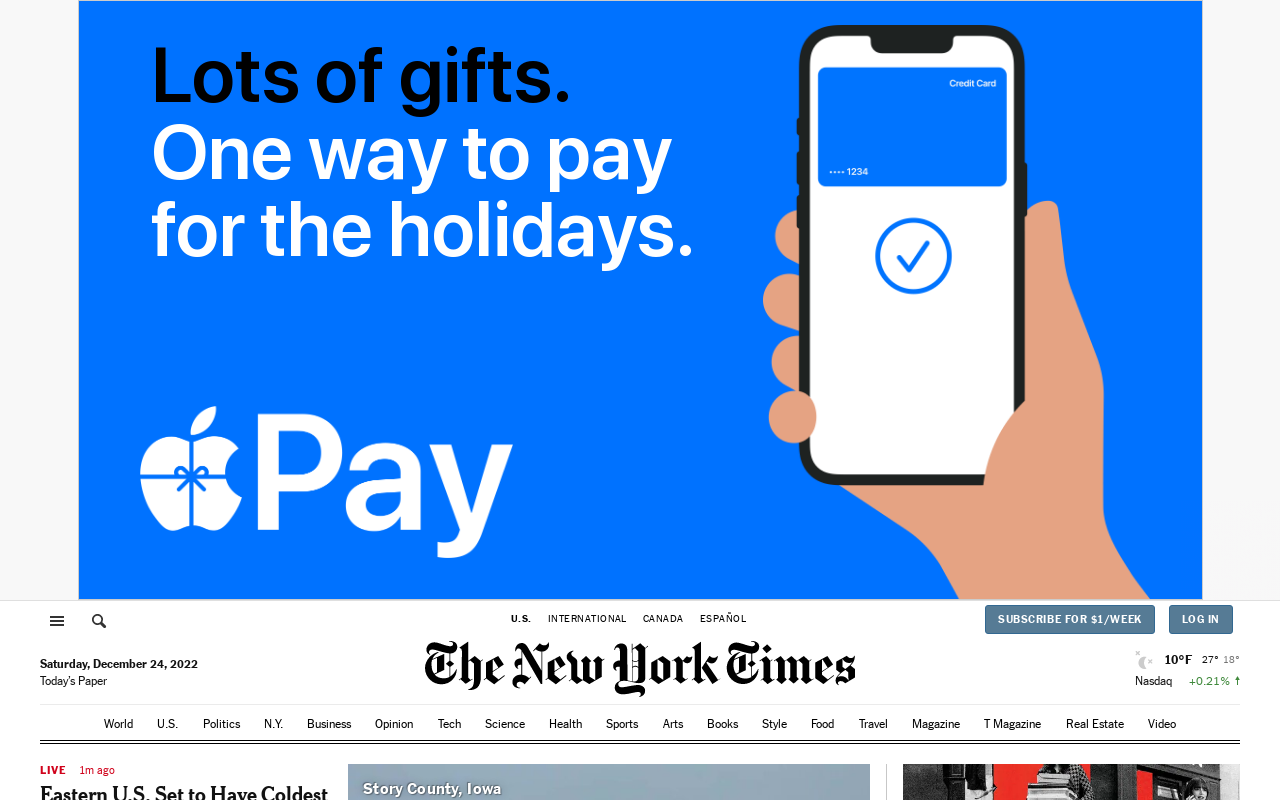 Lots of gifts.
One way to pay
for the holidays.
Pay
Credit Card
•••• 1234
U.S. INTERNATIONAL CANADA ESPAÑOL
SUBSCRIBE FOR $1/WEEK LOG IN
Saturday, December 24, 2022
Today's Paper
The New York Times
10°F 27° 18°
Nasdaq +0.21% ↑
World U.S. Politics N.Y. Business Opinion Tech Science Health Sports Arts Books Style Food Travel Magazine T Magazine Real Estate Video
LIVE 1m ago
Eastern U.S. Set to Have Coldest
Story County, Iowa